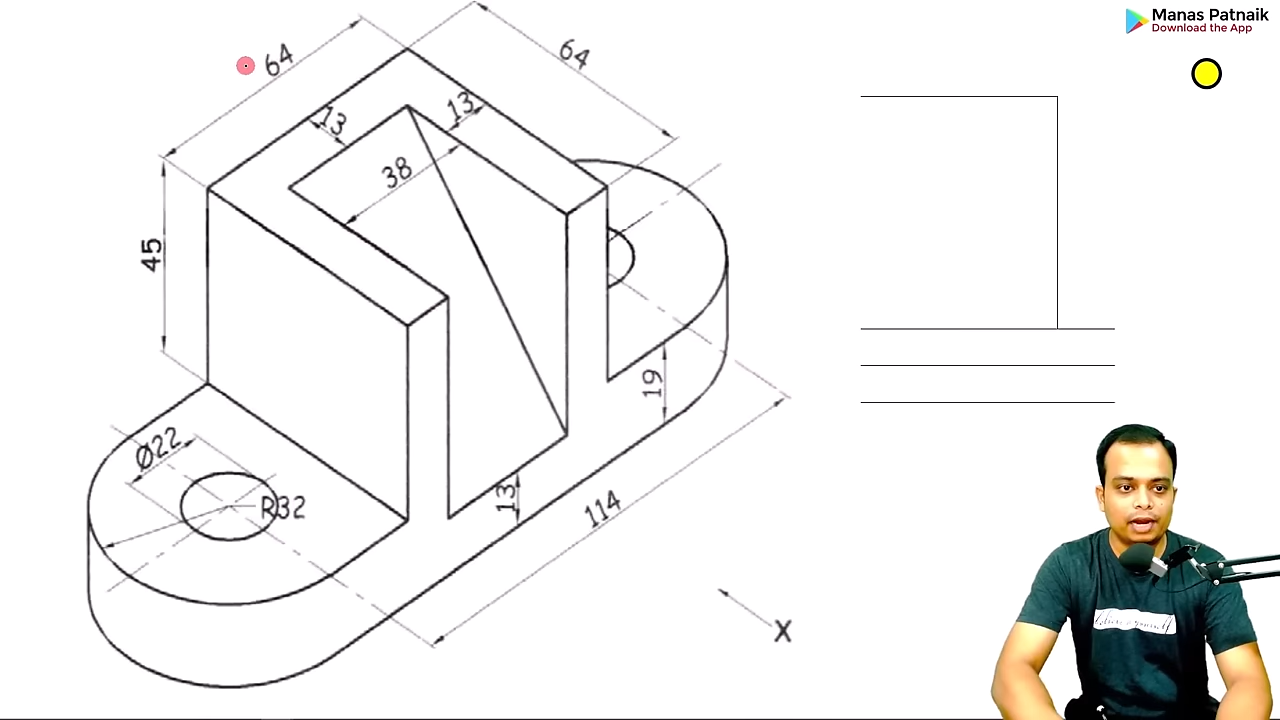 Manas Patnaik
Download the App
64
64
13
13
38
45
19
Ø22
R32
13
114
X